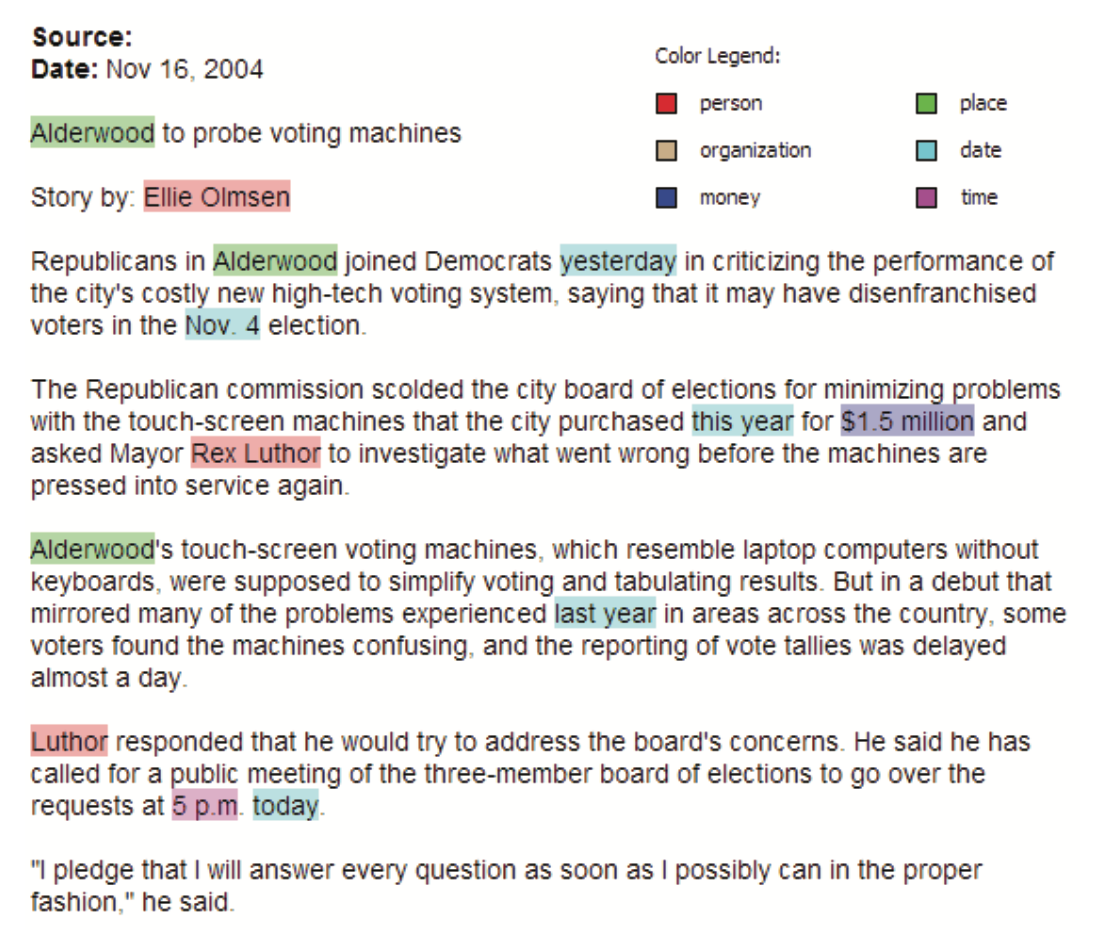 Source:
Date: Nov 16, 2004
Color Legend:
person
place
organization
date
money
time
Alderwood to probe voting machines
Story by: Ellie Olmsen
Republicans in Alderwood joined Democrats yesterday in criticizing the performance of
the city's costly new high-tech voting system, saying that it may have disenfranchised
voters in the Nov. 4 election.
The Republican commission scolded the city board of elections for minimizing problems
with the touch-screen machines that the city purchased this year for $1.5 million and
asked Mayor Rex Luthor to investigate what went wrong before the machines are
pressed into service again.
Alderwood's touch-screen voting machines, which resemble laptop computers without
keyboards, were supposed to simplify voting and tabulating results. But in a debut that
mirrored many of the problems experienced last year in areas across the country, some
voters found the machines confusing, and the reporting of vote tallies was delayed
almost a day.
Luthor responded that he would try to address the board's concerns. He said he has
called for a public meeting of the three-member board of elections to go over the
requests at 5 p.m. today.
"I pledge that I will answer every question as soon as I possibly can in the proper
fashion," he said.